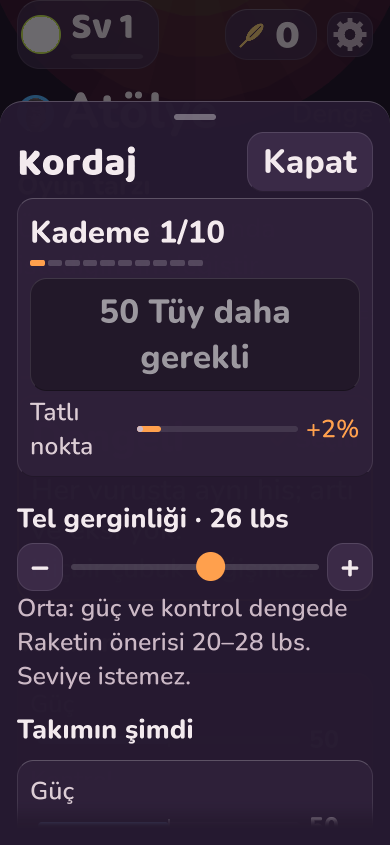 Sv 1
0
Atölye
Kordaj
Kapat
Kademe 1/10
50 Tüy daha
gerekli
Tatlı
nokta
+2%
Tel gerginliği · 26 lbs
−
+
Orta: güç ve kontrol dengede
Raketin önerisi 20–28 lbs.
Seviye istemez.
Takımın şimdi
Güç